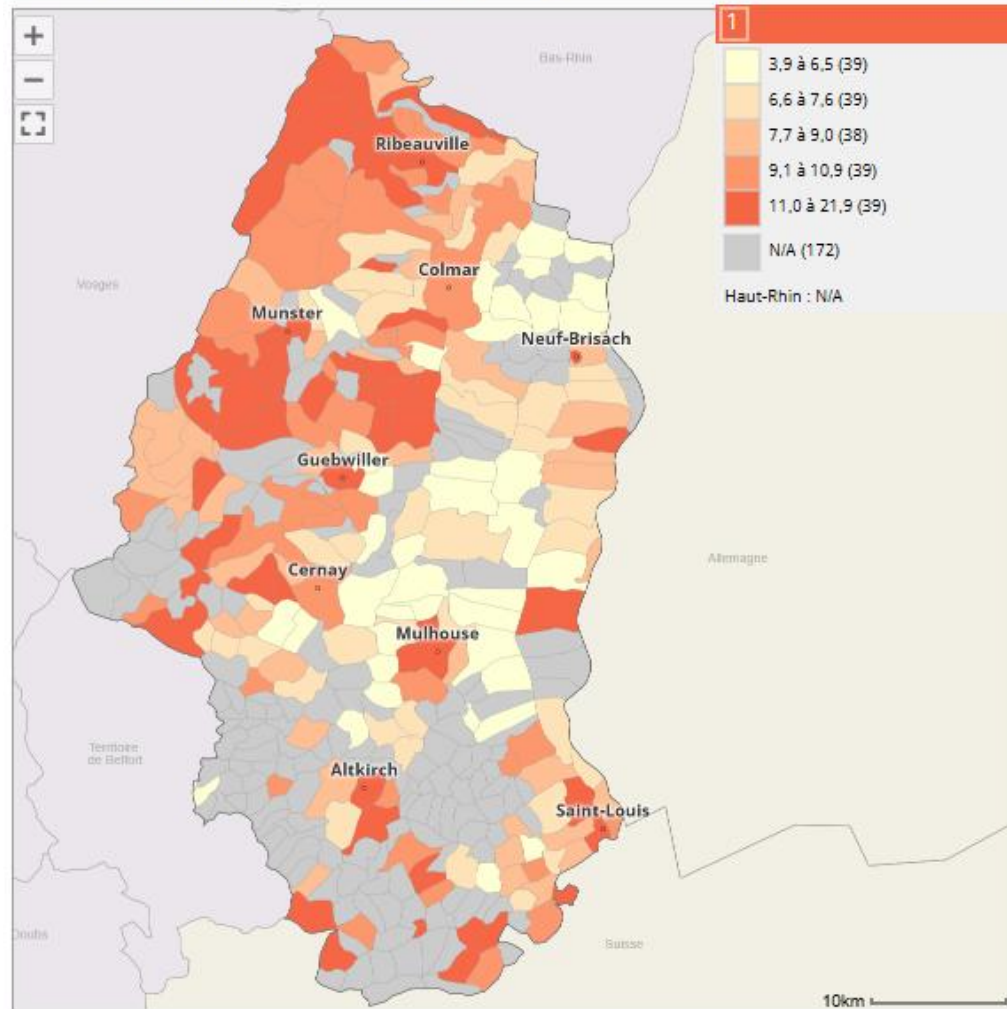 +
−
1
3,9 à 6,5 (39)
6,6 à 7,6 (39)
7,7 à 9,0 (38)
9,1 à 10,9 (39)
11,0 à 21,9 (39)
N/A (172)
Haut-Rhin : N/A
Bas-Rhin
Ribeauville
Colmar
Vosges
Munster
Neuf-Brisach
Guebwiller
Allemagne
Cernay
Mulhouse
Territoire
de Belfort
Altkirch
Saint-Louis
Doubs
Suisse
10km